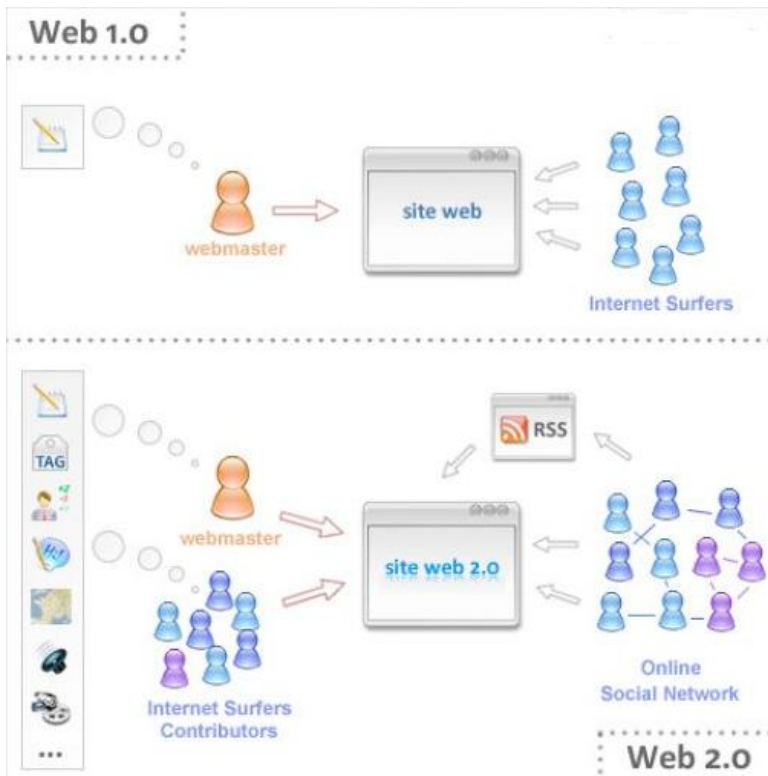 Web 1.0
site web
webmaster
Internet Surfers
TAG
RSS
webmaster
site web 2.0
Internet Surfers
Contributors
Online
Social Network
...
Web 2.0